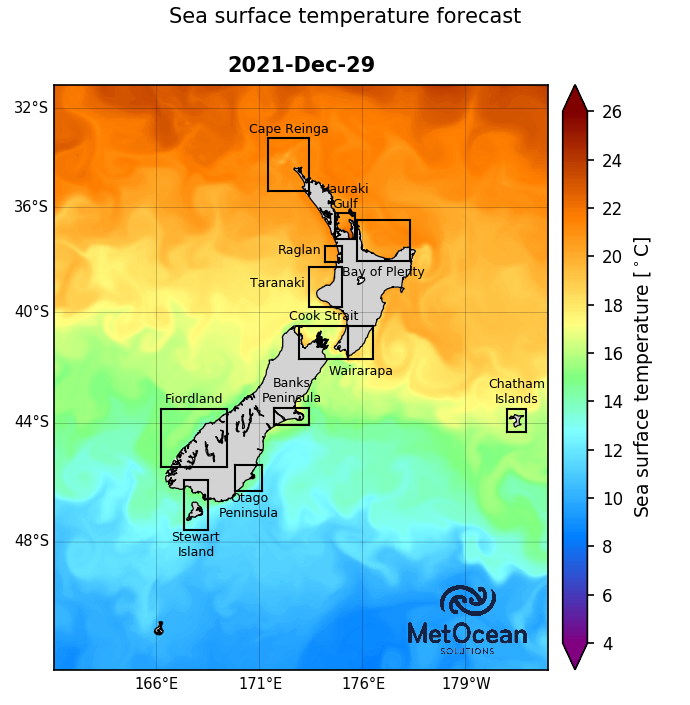 Sea surface temperature forecast
2021-Dec-29
32°S
36°S
40°S
44°S
48°S
166°E
171°E
176°E
179°W
Cape Reinga
Hauraki
Gulf
Raglan
Bay of Plenty
Taranaki
Cook Strait
Wairarapa
Banks
Peninsula
Fiordland
Chatham
Islands
Otago
Peninsula
Stewart
Island
MetOcean
SOLUTIONS
26
24
22
20
18
16
14
12
10
8
6
4
Sea surface temperature [°C]